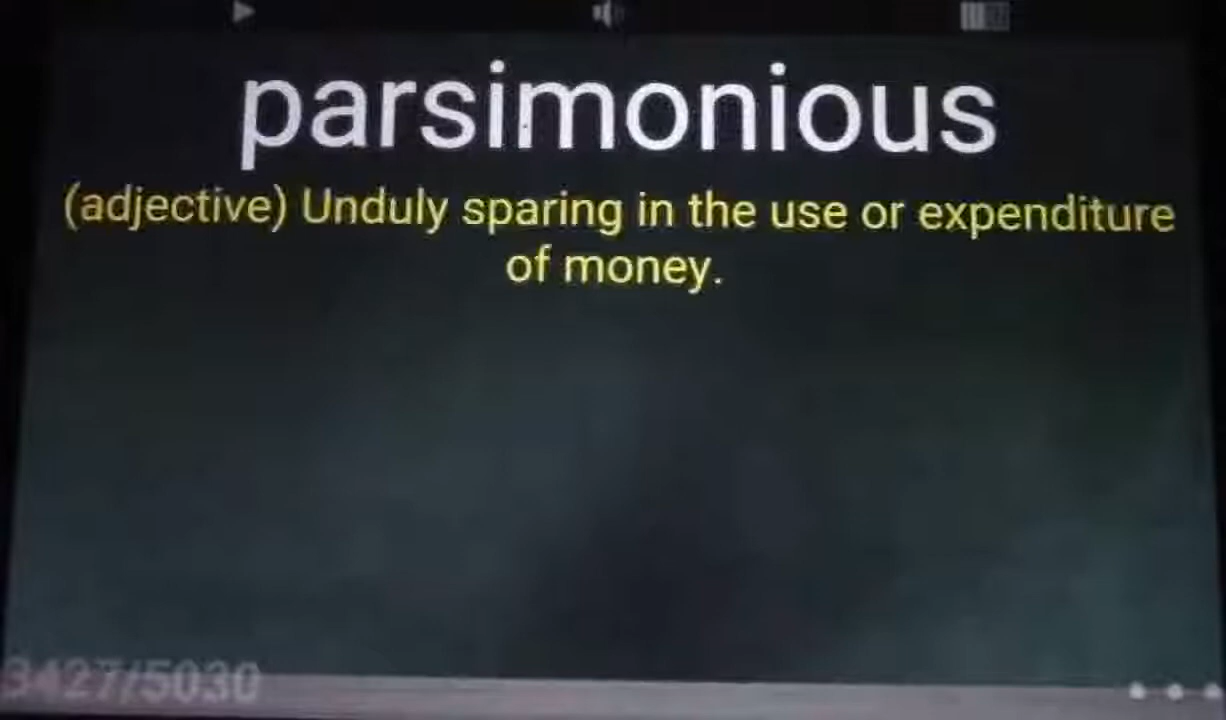 parsimonious
(adjective) Unduly sparing in the use or expenditure
of money.
3427/5030